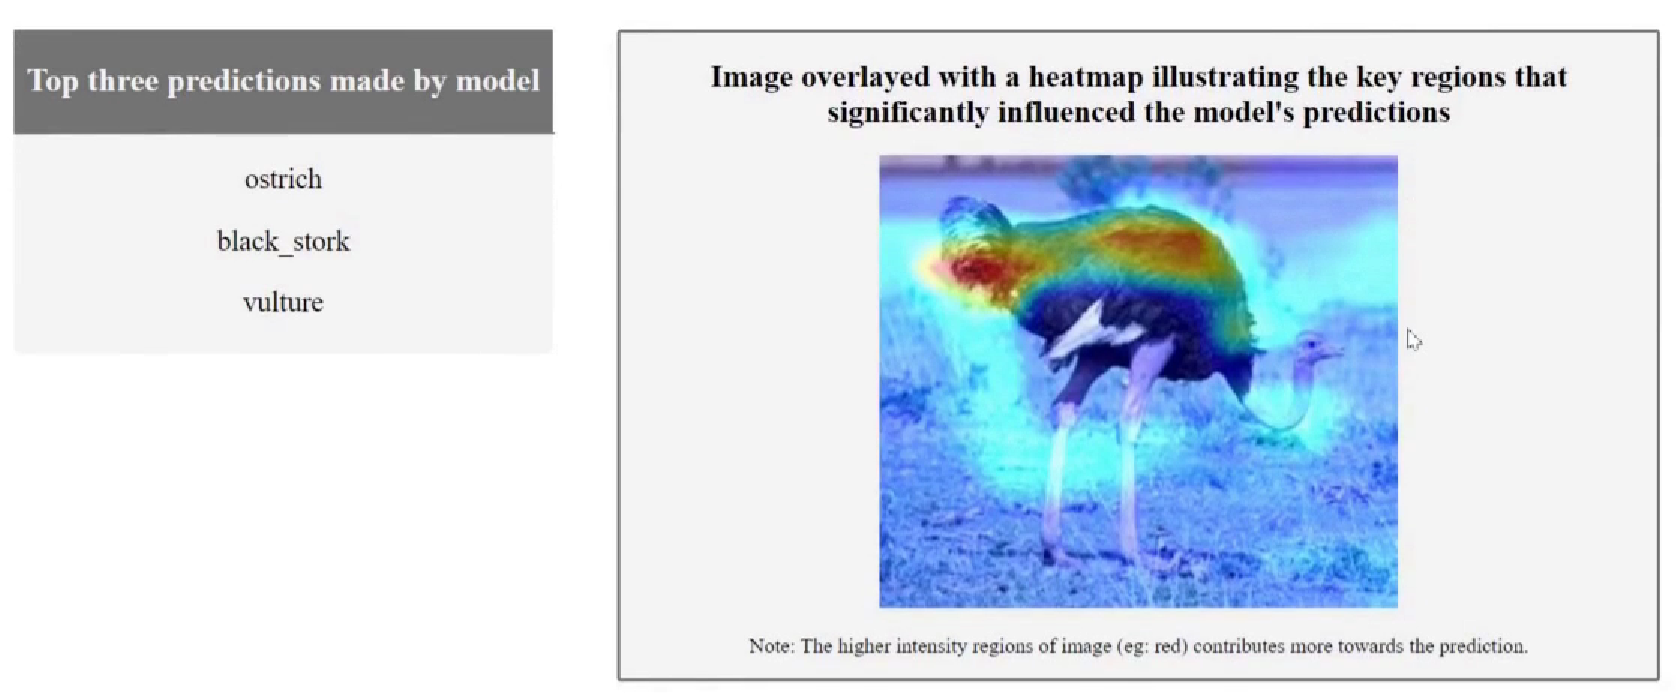 Top three predictions made by model
ostrich
black_stork
vulture
Image overlayed with a heatmap illustrating the key regions that
significantly influenced the model's predictions
Note: The higher intensity regions of image (eg: red) contributes more towards the prediction.